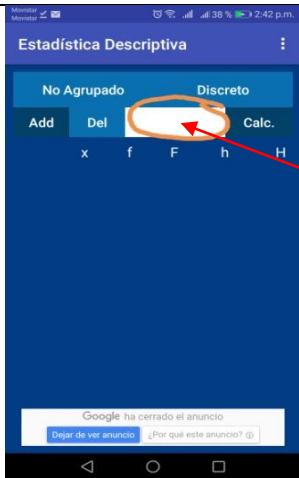 Movistar
Movistar 38 % 2:42 p.m.
Estadística Descriptiva
No Agrupado Discreto
Add Del Calc.
x f F h H
Google ha cerrado el anuncio
Dejar de ver anuncio ¿Por qué este anuncio?